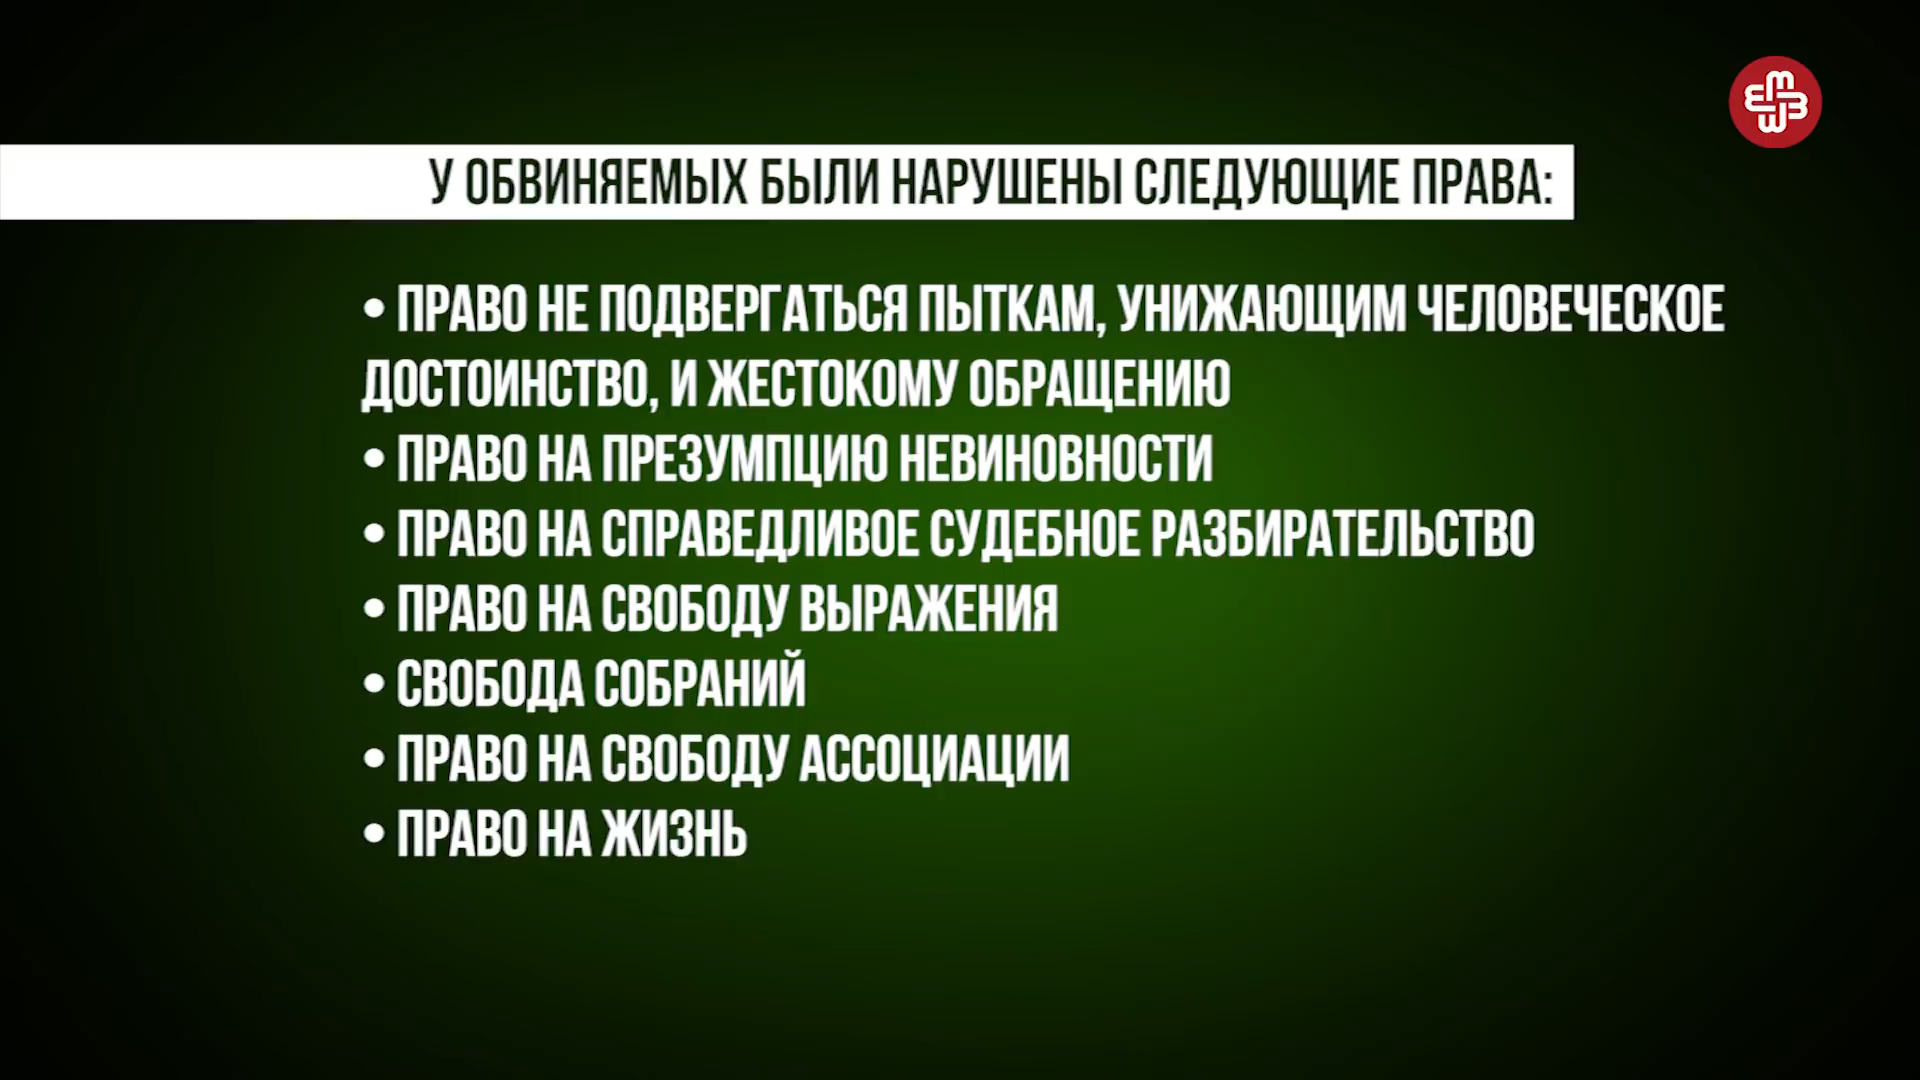 У ОБВИНЯЕМЫХ БЫЛИ НАРУШЕНЫ СЛЕДУЮЩИЕ ПРАВА:
• ПРАВО НЕ ПОДВЕРГАТЬСЯ ПЫТКАМ, УНИЖАЮЩИМ ЧЕЛОВЕЧЕСКОЕ
ДОСТОИНСТВО, И ЖЕСТОКОМУ ОБРАЩЕНИЮ
• ПРАВО НА ПРЕЗУМПЦИЮ НЕВИНОВНОСТИ
• ПРАВО НА СПРАВЕДЛИВОЕ СУДЕБНОЕ РАЗБИРАТЕЛЬСТВО
• ПРАВО НА СВОБОДУ ВЫРАЖЕНИЯ
• СВОБОДА СОБРАНИЙ
• ПРАВО НА СВОБОДУ АССОЦИАЦИИ
• ПРАВО НА ЖИЗНЬ